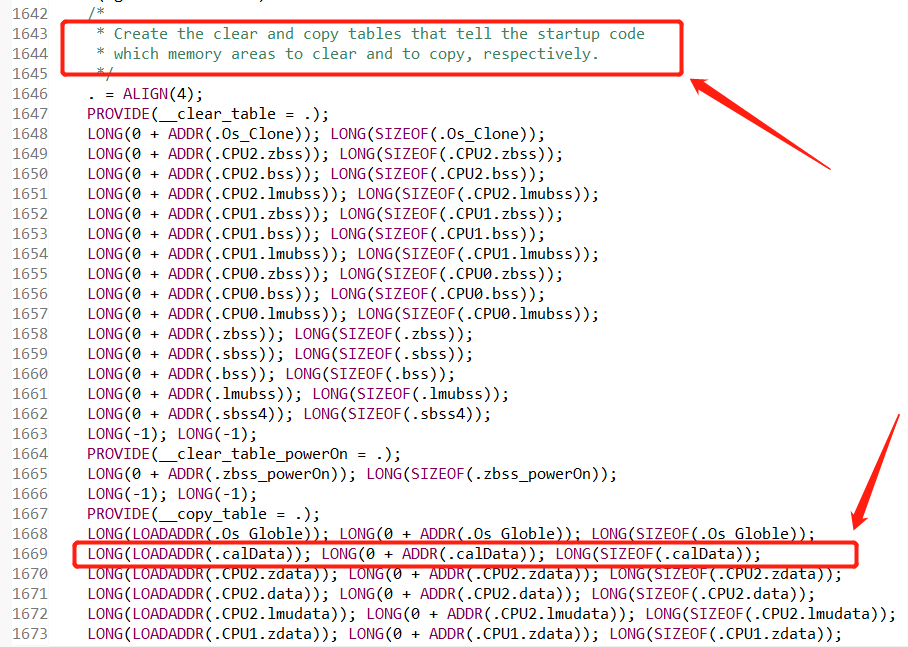 1642 /*
1643 * Create the clear and copy tables that tell the startup code
1644 * which memory areas to clear and to copy, respectively.
1645 */
1646 . = ALIGN(4);
1647 PROVIDE(__clear_table = .);
1648 LONG(0 + ADDR(.Os_Clone)); LONG(SIZEOF(.Os_Clone));
1649 LONG(0 + ADDR(.CPU2.zbss)); LONG(SIZEOF(.CPU2.zbss));
1650 LONG(0 + ADDR(.CPU2.bss)); LONG(SIZEOF(.CPU2.bss));
1651 LONG(0 + ADDR(.CPU2.lmubss)); LONG(SIZEOF(.CPU2.lmubss));
1652 LONG(0 + ADDR(.CPU1.zbss)); LONG(SIZEOF(.CPU1.zbss));
1653 LONG(0 + ADDR(.CPU1.bss)); LONG(SIZEOF(.CPU1.bss));
1654 LONG(0 + ADDR(.CPU1.lmubss)); LONG(SIZEOF(.CPU1.lmubss));
1655 LONG(0 + ADDR(.CPU0.zbss)); LONG(SIZEOF(.CPU0.zbss));
1656 LONG(0 + ADDR(.CPU0.bss)); LONG(SIZEOF(.CPU0.bss));
1657 LONG(0 + ADDR(.CPU0.lmubss)); LONG(SIZEOF(.CPU0.lmubss));
1658 LONG(0 + ADDR(.zbss)); LONG(SIZEOF(.zbss));
1659 LONG(0 + ADDR(.sbss)); LONG(SIZEOF(.sbss));
1660 LONG(0 + ADDR(.bss)); LONG(SIZEOF(.bss));
1661 LONG(0 + ADDR(.lmubss)); LONG(SIZEOF(.lmubss));
1662 LONG(0 + ADDR(.sbss4)); LONG(SIZEOF(.sbss4));
1663 LONG(-1); LONG(-1);
1664 PROVIDE(__clear_table_powerOn = .);
1665 LONG(0 + ADDR(.zbss_powerOn)); LONG(SIZEOF(.zbss_powerOn));
1666 LONG(-1); LONG(-1);
1667 PROVIDE(__copy_table = .);
1668 LONG(LOADADDR(.Os_Globle)); LONG(0 + ADDR(.Os_Globle)); LONG(SIZEOF(.Os_Globle));
1669 LONG(LOADADDR(.calData)); LONG(0 + ADDR(.calData)); LONG(SIZEOF(.calData));
1670 LONG(LOADADDR(.CPU2.zdata)); LONG(0 + ADDR(.CPU2.zdata)); LONG(SIZEOF(.CPU2.zdata));
1671 LONG(LOADADDR(.CPU2.data)); LONG(0 + ADDR(.CPU2.data)); LONG(SIZEOF(.CPU2.data));
1672 LONG(LOADADDR(.CPU2.lmudata)); LONG(0 + ADDR(.CPU2.lmudata)); LONG(SIZEOF(.CPU2.lmudata));
1673 LONG(LOADADDR(.CPU1.zdata)); LONG(0 + ADDR(.CPU1.zdata)); LONG(SIZEOF(.CPU1.zdata));